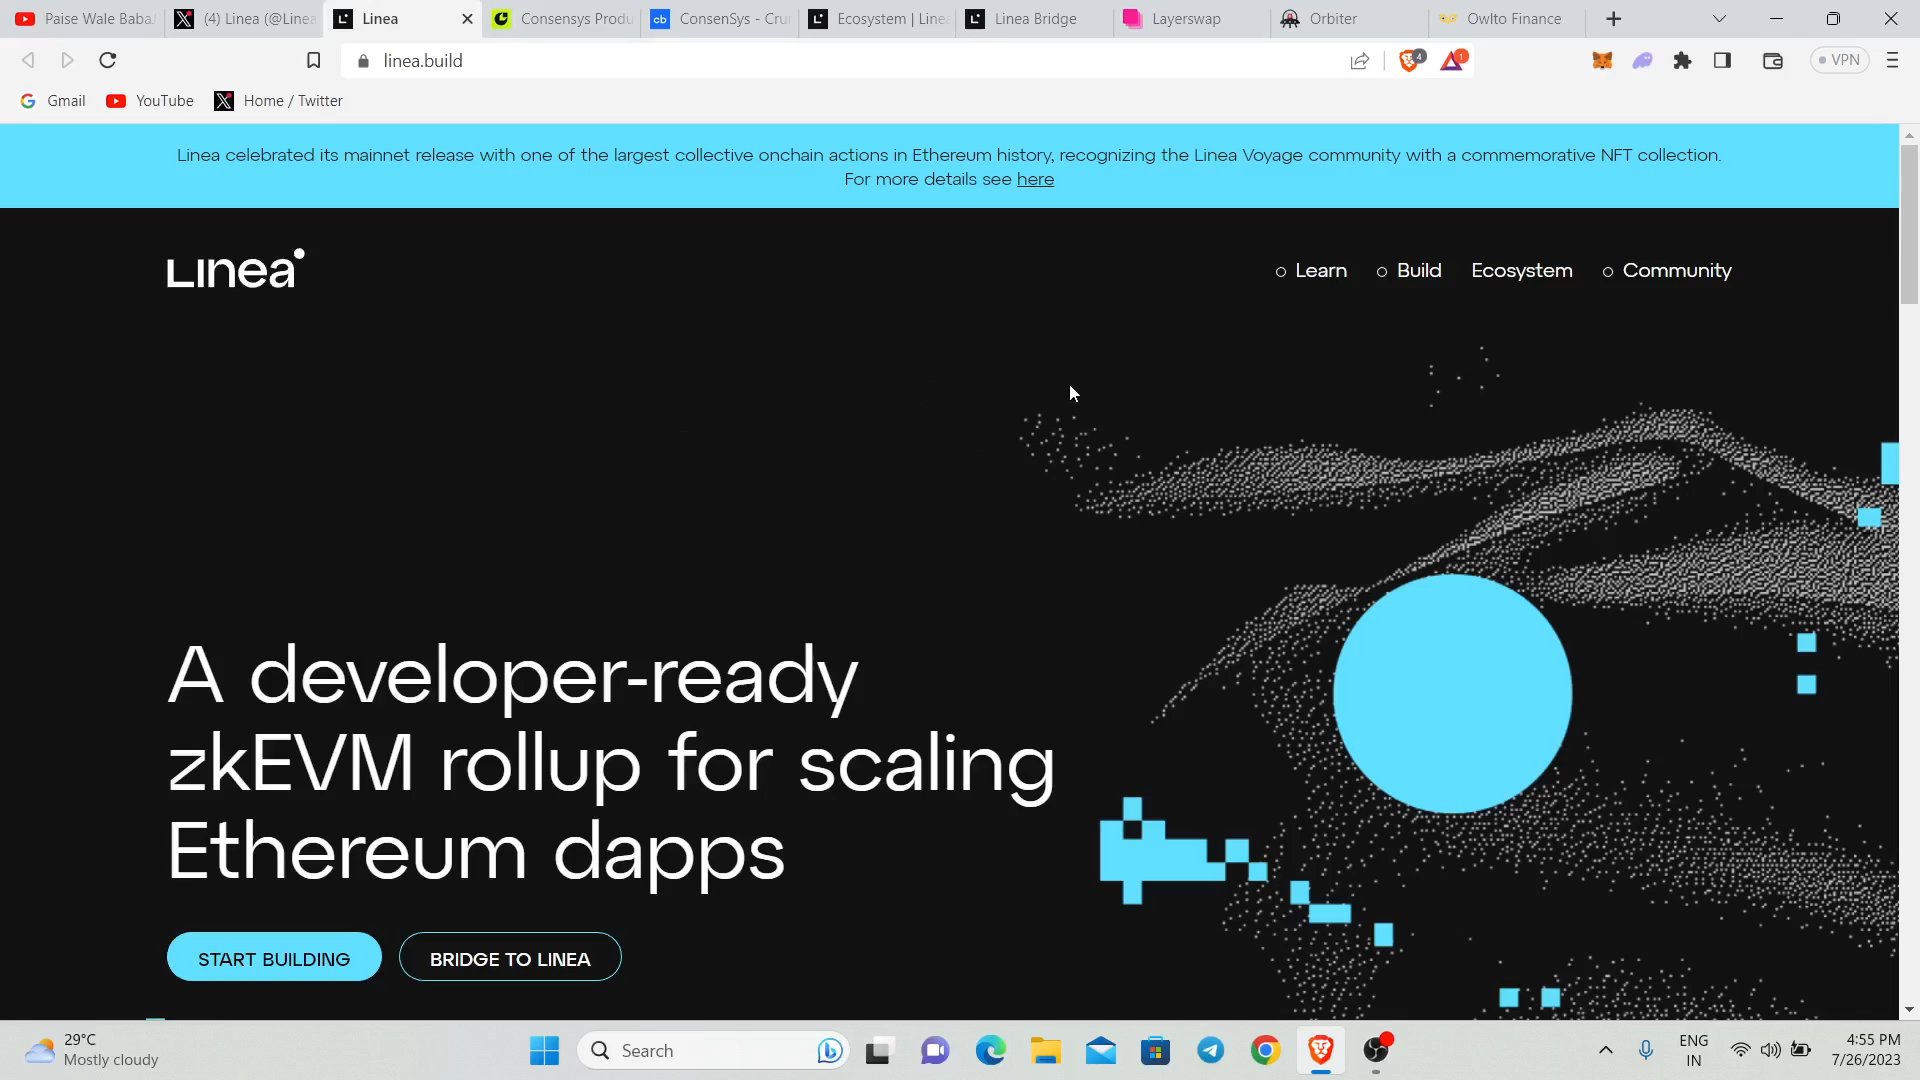 Paise Wale Baba
(4) Linea (@Linea
Linea
Consensys Produ
ConsenSys - Cru
Ecosystem | Line
Linea Bridge
Layerswap
Orbiter
Owlto Finance
linea.build
4
1
VPN
Gmail
YouTube
Home / Twitter
Linea celebrated its mainnet release with one of the largest collective onchain actions in Ethereum history, recognizing the Linea Voyage community with a commemorative NFT collection.
For more details see here
Linea
Learn
Build
Ecosystem
Community
A developer-ready
zkEVM rollup for scaling
Ethereum dapps
START BUILDING
BRIDGE TO LINEA
29°C
Mostly cloudy
Search
ENG
IN
4:55 PM
7/26/2023